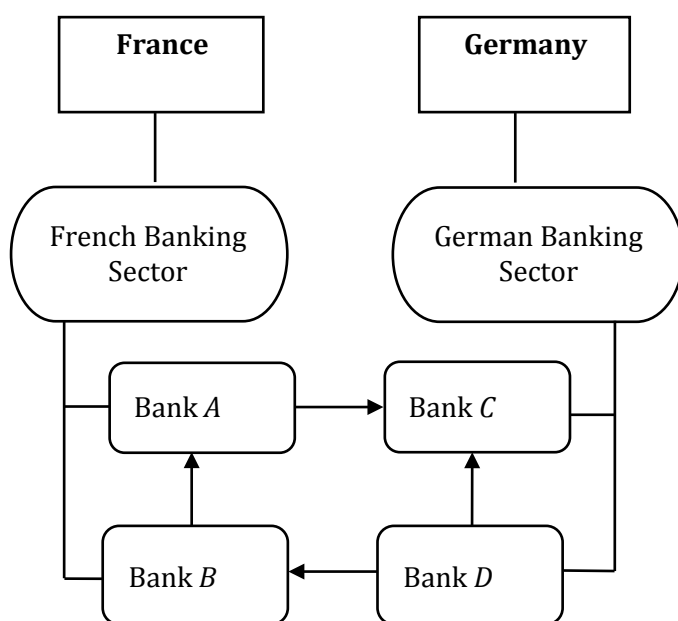 France
Germany
French Banking
Sector
German Banking
Sector
Bank A
Bank C
Bank B
Bank D